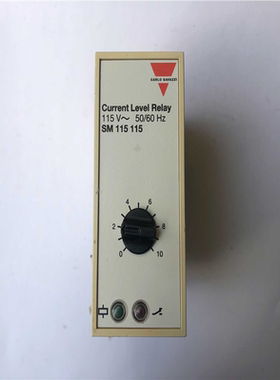 CARLO GAVAZZI
Current Level Relay
115 V~ 50/60 Hz
SM 115 115
4 6
2 8
0 10